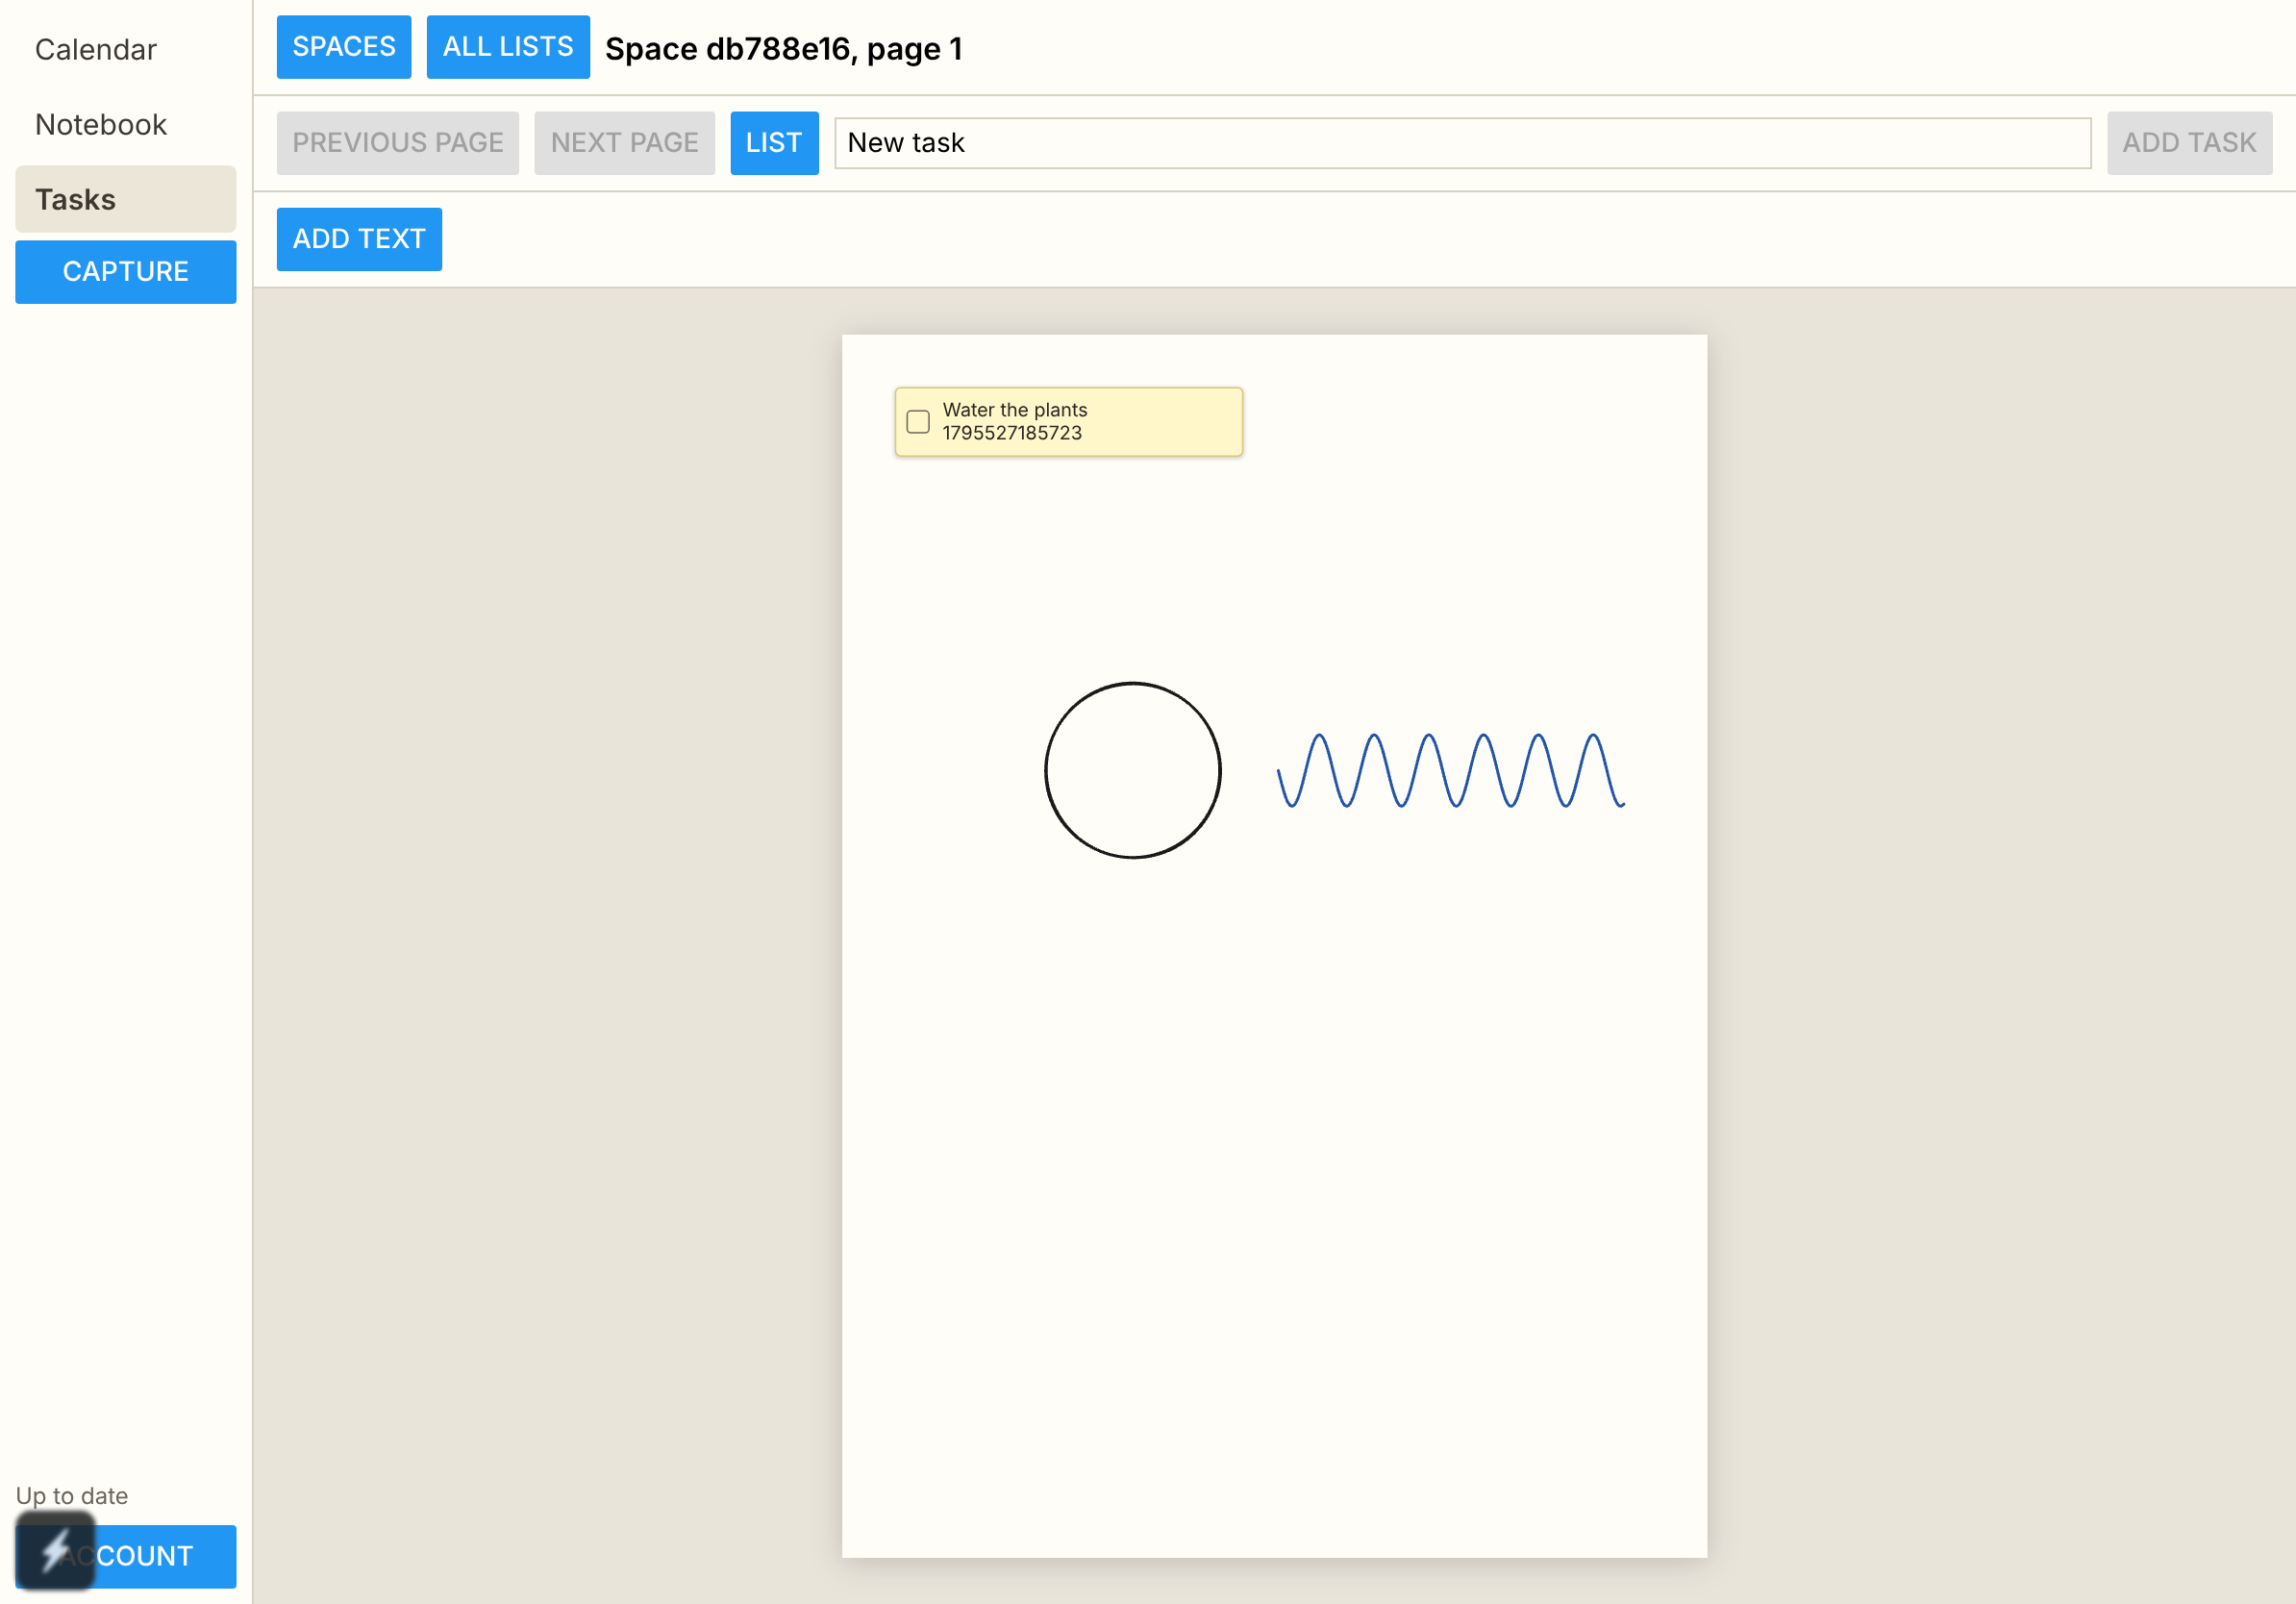 Calendar
Notebook
Tasks
CAPTURE
SPACES ALL LISTS Space db788e16, page 1
PREVIOUS PAGE NEXT PAGE LIST New task ADD TASK
ADD TEXT
Water the plants
1795527185723
Up to date
ACCOUNT